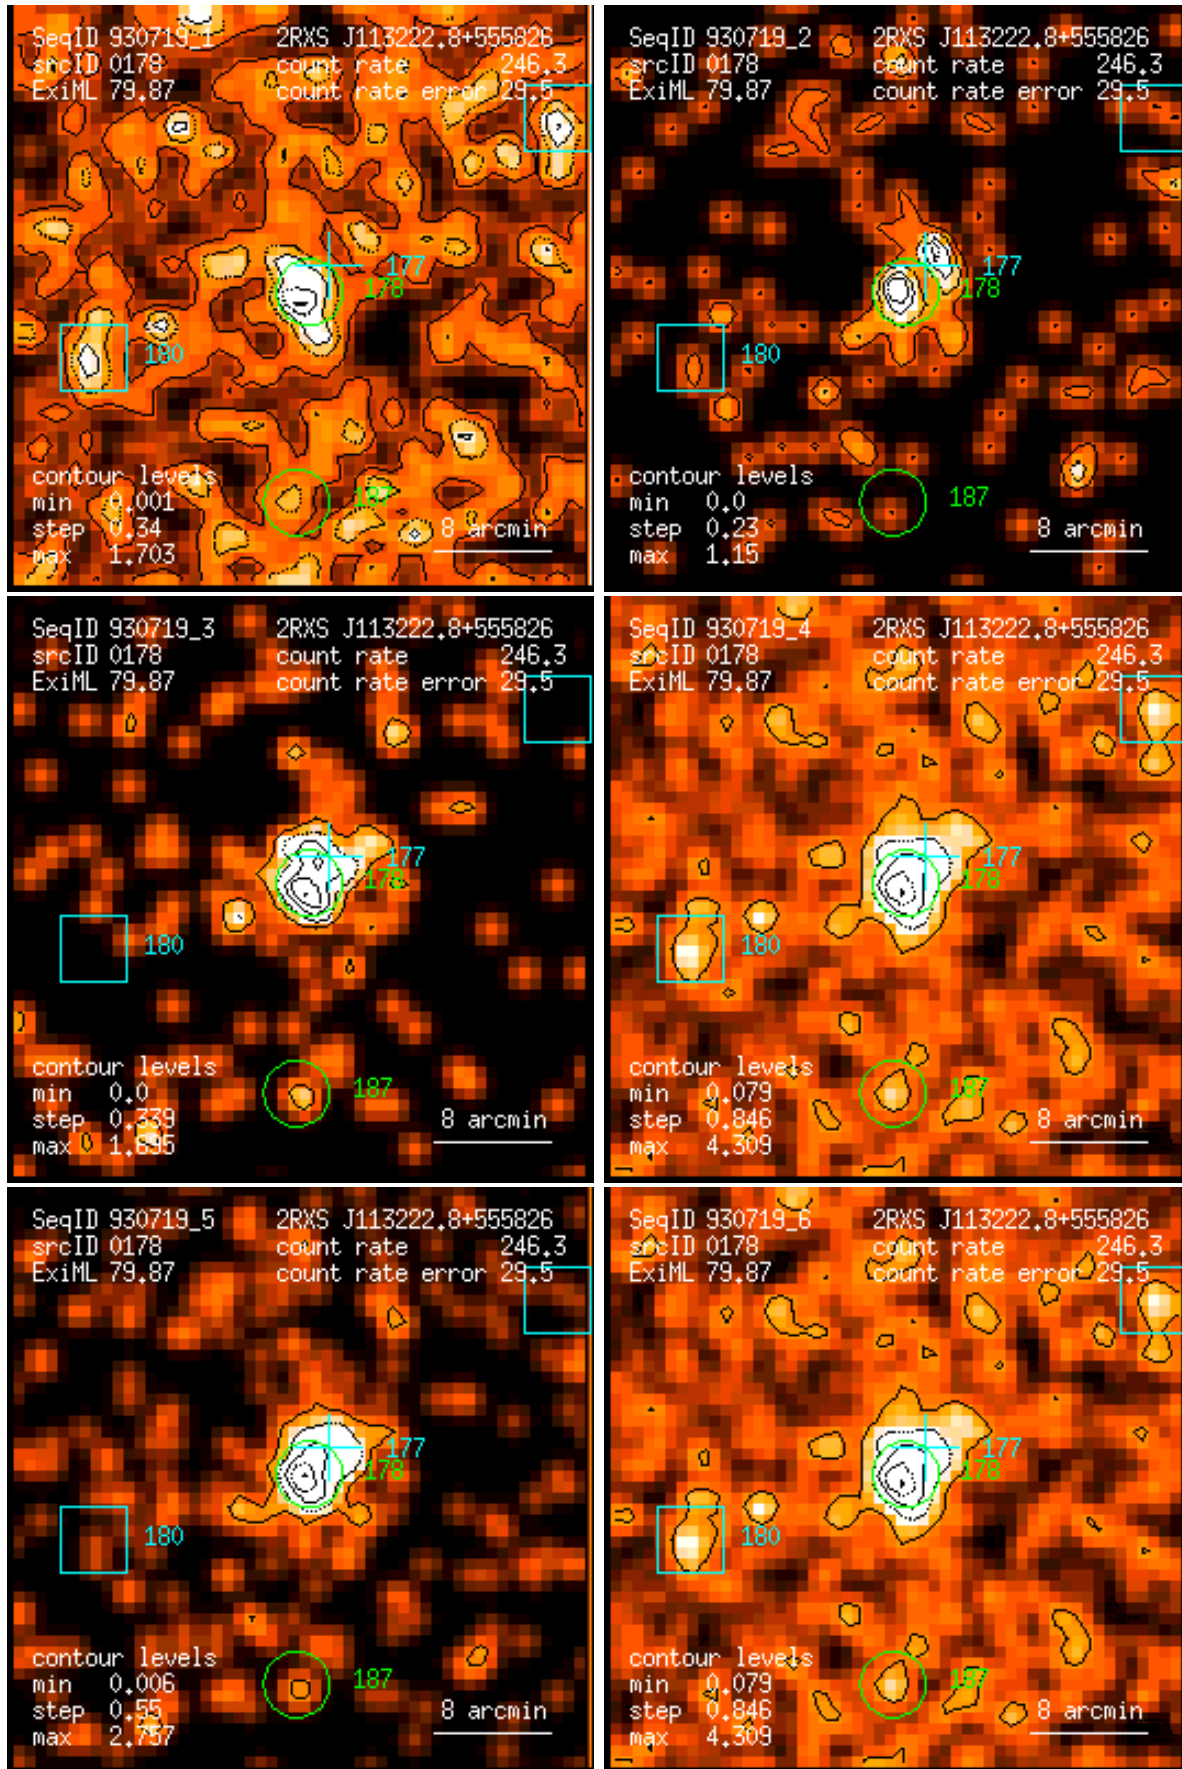 SeqID 930719_1 2RXS J113222.8+555826
srcID 0178 count rate 246.3
ExiML 79.87 count rate error 29.5
177
178
180
contour levels
min 0.001 187
step 0.34 8 arcmin
max 1.703
SeqID 930719_2 2RXS J113222.8+555826
srcID 0178 count rate 246.3
ExiML 79.87 count rate error 29.5
177
178
180
contour levels
min 0.0 187
step 0.23 8 arcmin
max 1.15
SeqID 930719_3 2RXS J113222.8+555826
srcID 0178 count rate 246.3
ExiML 79.87 count rate error 29.5
177
178
180
contour levels
min 0.0 187
step 0.339 8 arcmin
max 1.695
SeqID 930719_4 2RXS J113222.8+555826
srcID 0178 count rate 246.3
ExiML 79.87 count rate error 29.5
177
178
180
contour levels
min 0.079 187
step 0.846 8 arcmin
max 4.309
SeqID 930719_5 2RXS J113222.8+555826
srcID 0178 count rate 246.3
ExiML 79.87 count rate error 29.5
177
178
180
contour levels
min 0.006 187
step 0.55 8 arcmin
max 2.757
SeqID 930719_6 2RXS J113222.8+555826
srcID 0178 count rate 246.3
ExiML 79.87 count rate error 29.5
177
178
180
contour levels
min 0.079 187
step 0.846 8 arcmin
max 4.309